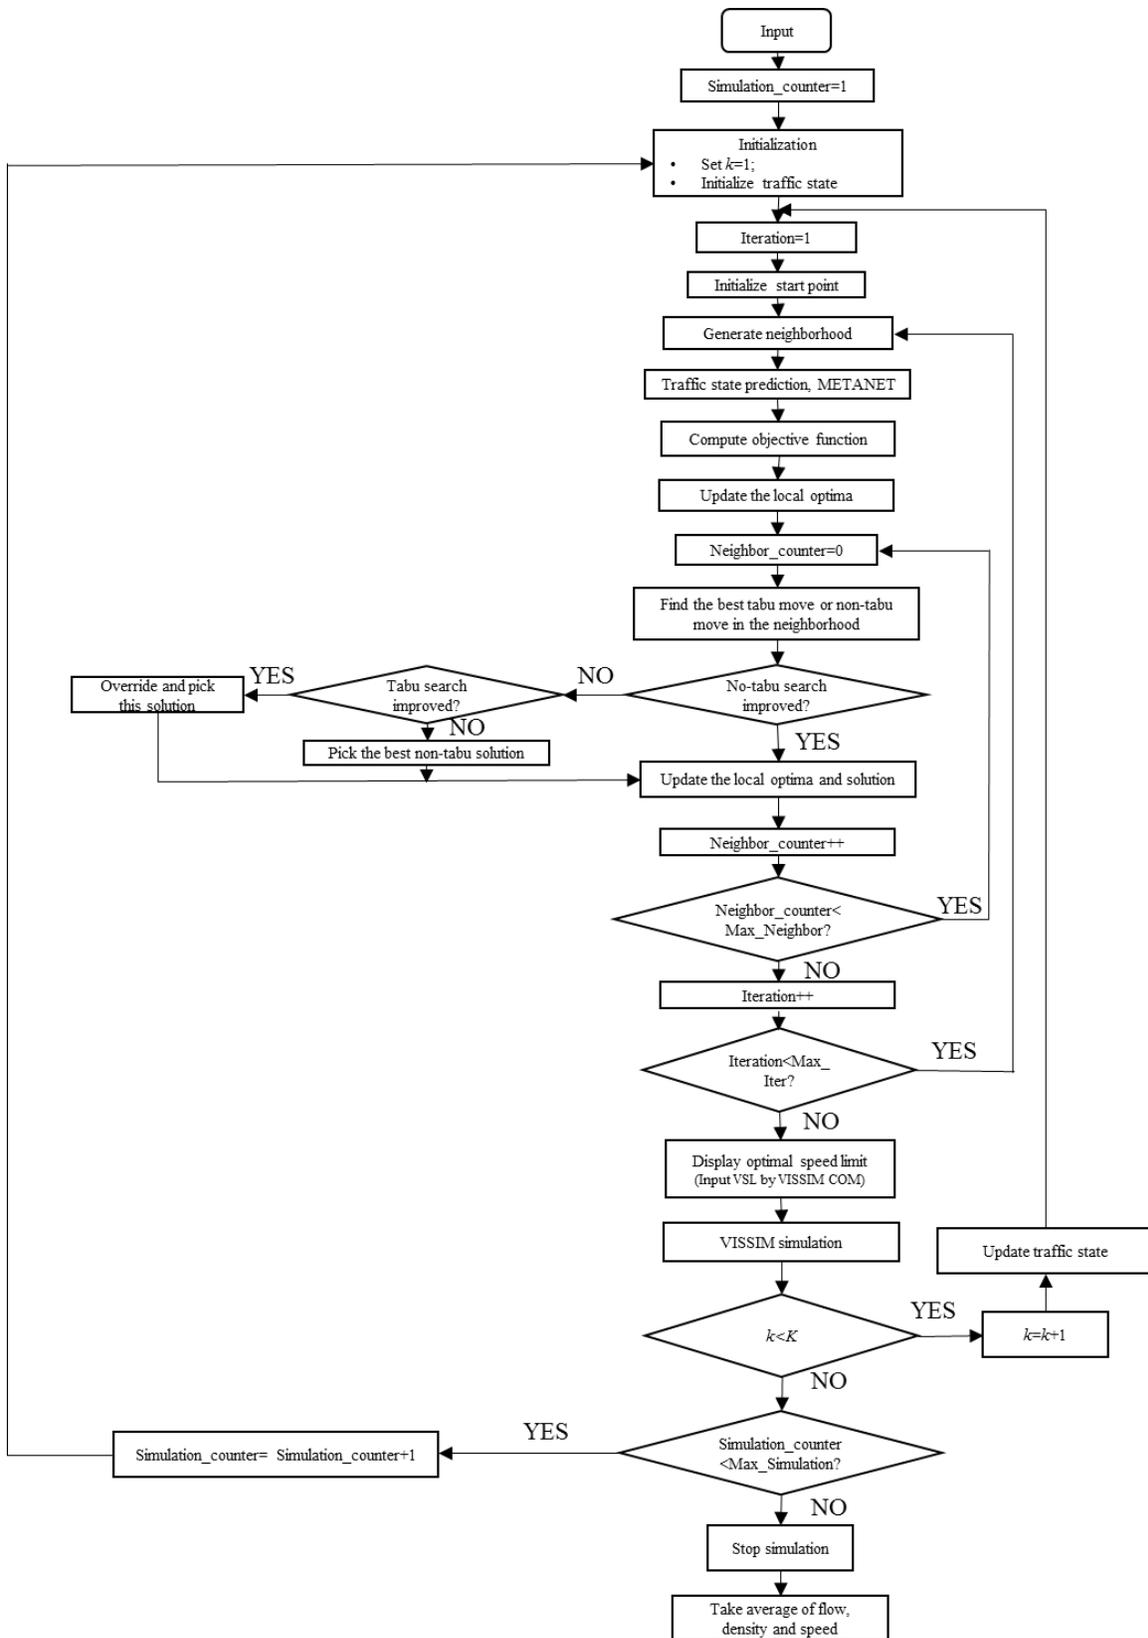 Input
Simulation_counter=1
Initialization
• Set k=1;
• Initialize traffic state
Iteration=1
Initialize start point
Generate neighborhood
Traffic state prediction, METANET
Compute objective function
Update the local optima
Neighbor_counter=0
Find the best tabu move or non-tabu
move in the neighborhood
No-tabu search
improved?
NO
Tabu search
improved?
YES
Override and pick
this solution
NO
Pick the best non-tabu solution
YES
Update the local optima and solution
Neighbor_counter++
Neighbor_counter<
Max_Neighbor?
YES
NO
Iteration++
Iteration<Max_
Iter?
YES
NO
Display optimal speed limit
(Input VSL by VISSIM COM)
VISSIM simulation
Update traffic state
k<K
YES
k=k+1
NO
Simulation_counter
<Max_Simulation?
YES
Simulation_counter= Simulation_counter+1
NO
Stop simulation
Take average of flow,
density and speed